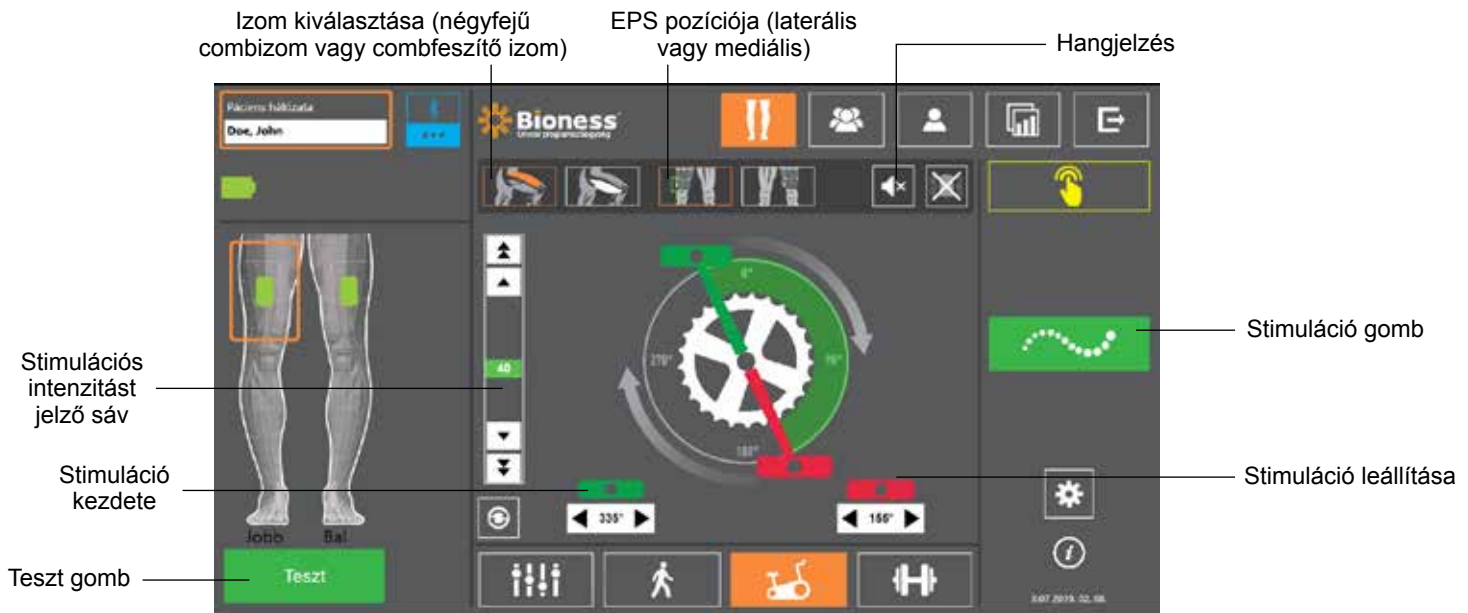 Izom kiválasztása (négyfejű
combizom vagy combfeszítő izom)
EPS pozíciója (laterális
vagy mediális)
Hangjelzés
Páciens hálózata
Doe, John
Bioness
0°
90°
180°
270°
40
Stimuláció gomb
Stimulációs
intenzitást
jelző sáv
Stimuláció
kezdete
Stimuláció leállítása
335°
Jobb
Bal
Teszt gomb
Teszt